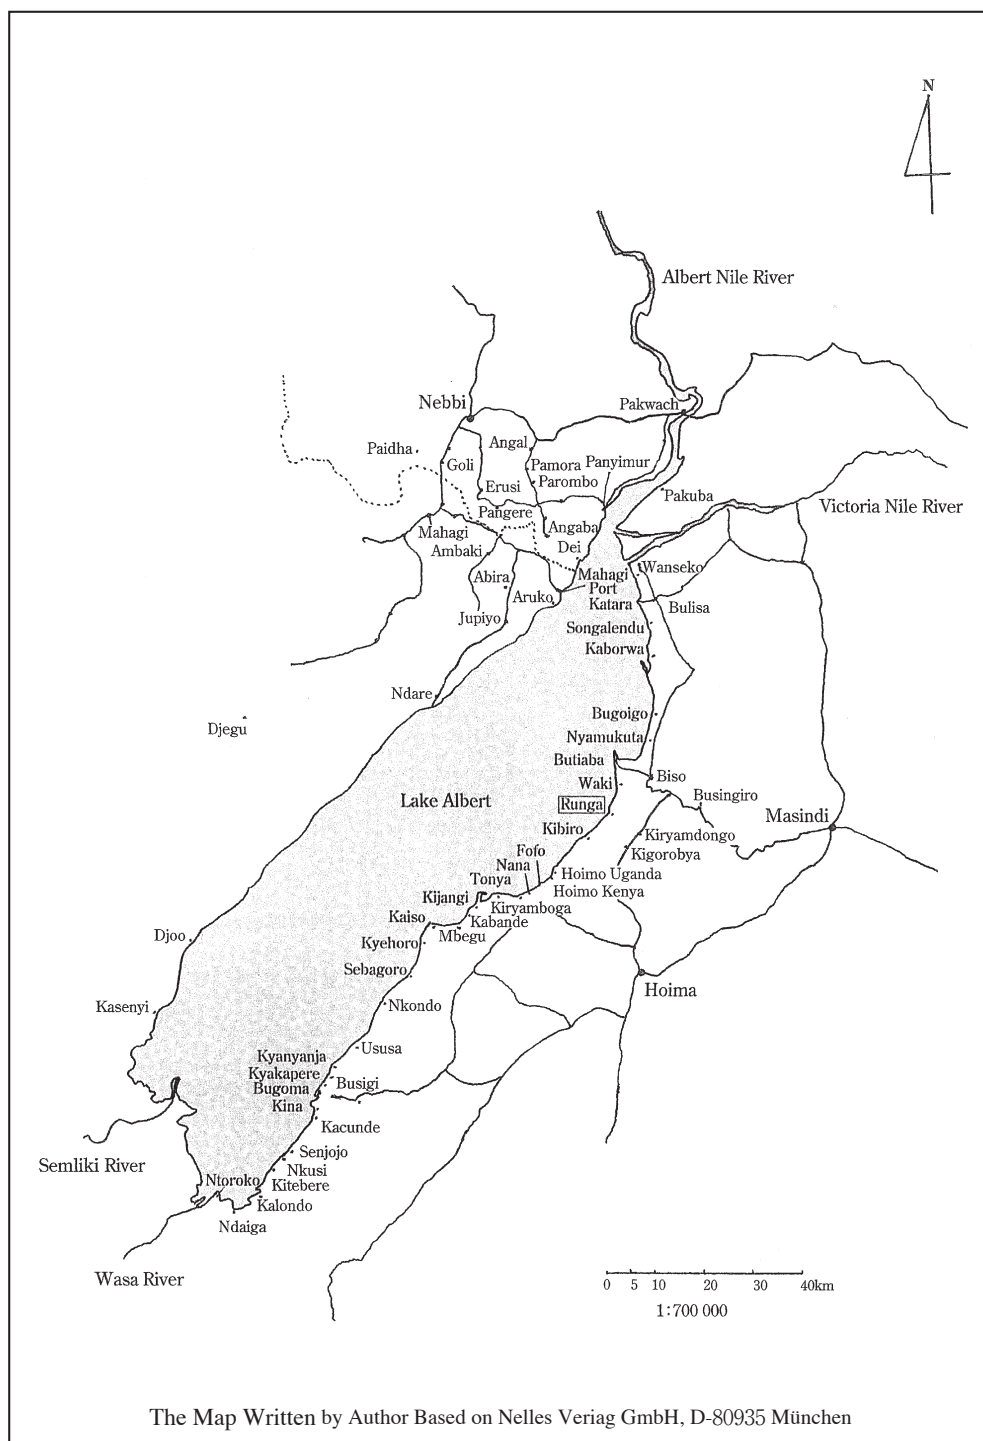 N
Albert Nile River
Nebbi
Pakwach
Paidha
Angal
Goli
Pamora
Panyimur
Parombo
Erusi
Pakuba
Pangere
Victoria Nile River
Mahagi
Angaba
Ambaki
Dei
Abira
Mahagi
Port
Wanseko
Aruko
Katara
Bulisa
Jupiyo
Songalendu
Kaborwa
Ndare
Djegu
Bugoigo
Nyamukuta
Butiaba
Biso
Waki
Busingiro
Lake Albert
Runga
Masindi
Kibiro
Kiryamdongo
Kigorobya
Fofo
Nana
Hoimo Uganda
Tonya
Hoimo Kenya
Kijangi
Kiryamboga
Kaiso
Kabande
Mbegu
Djoo
Kyehoro
Sebagoro
Hoima
Kasenyi
Nkondo
Ususa
Kyanyanja
Kyakapere
Busigi
Bugoma
Kina
Kacunde
Senjojo
Semliki River
Nkusi
Ntoroko
Kitebere
Kalondo
Ndaiga
Wasa River
0 5 10 20 30 40km
1:700 000
The Map Written by Author Based on Nelles Veriag GmbH, D-80935 München